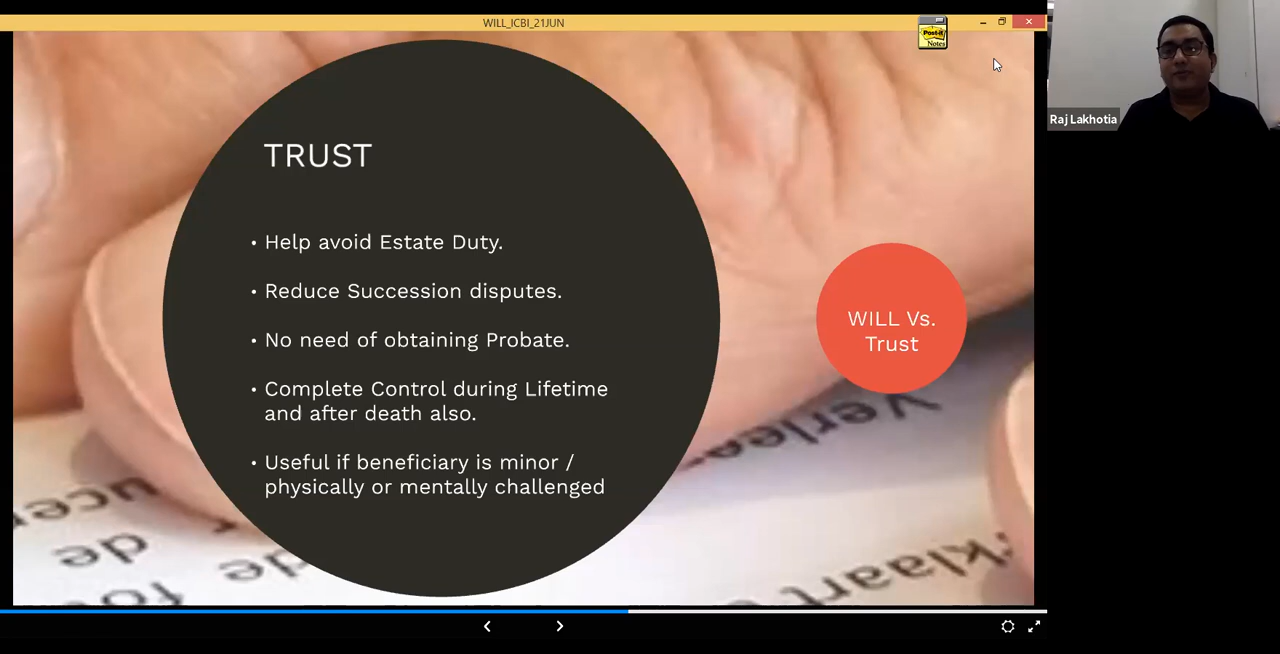 WILL_ICBI_21JUN
Post-it
Notes
Raj Lakhotia
TRUST
• Help avoid Estate Duty.
• Reduce Succession disputes.
• No need of obtaining Probate.
• Complete Control during Lifetime
and after death also.
• Useful if beneficiary is minor /
physically or mentally challenged
WILL Vs.
Trust
de
de